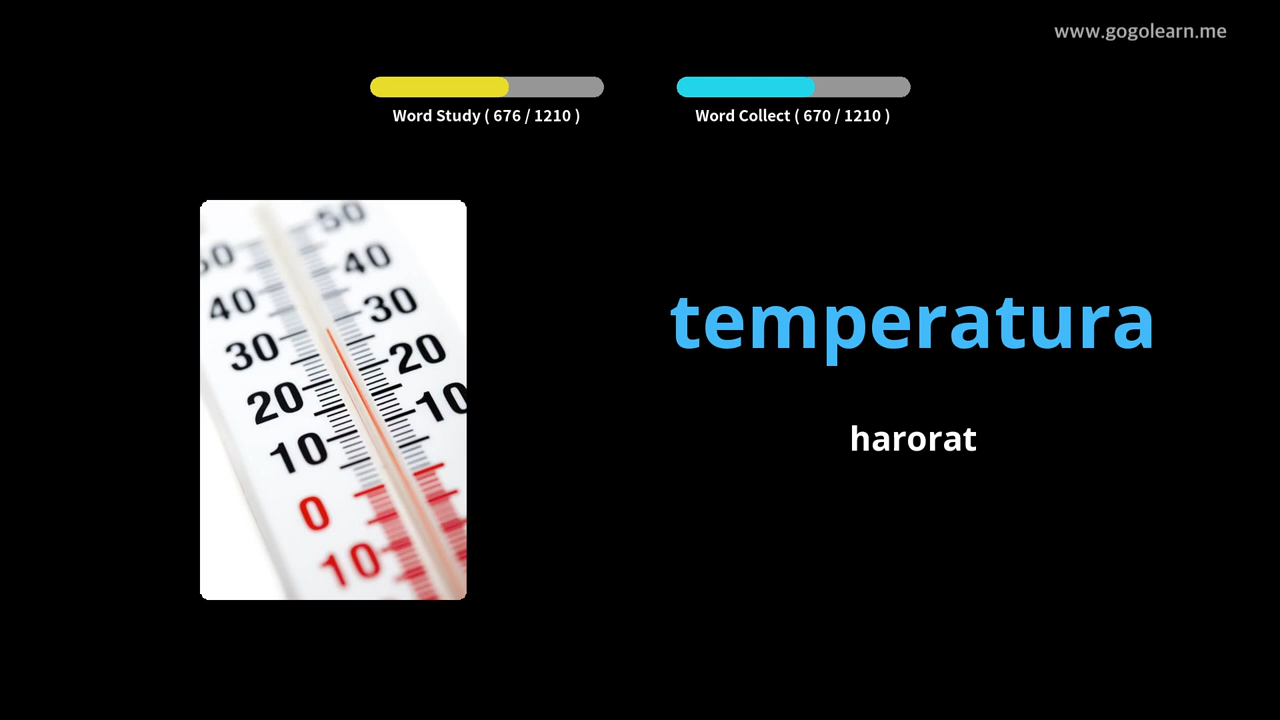 www.gogolearn.me
Word Study ( 676 / 1210 )
Word Collect ( 670 / 1210 )
temperatura
harorat
50
50
40
40
30
30
20
20
10
10
0
10